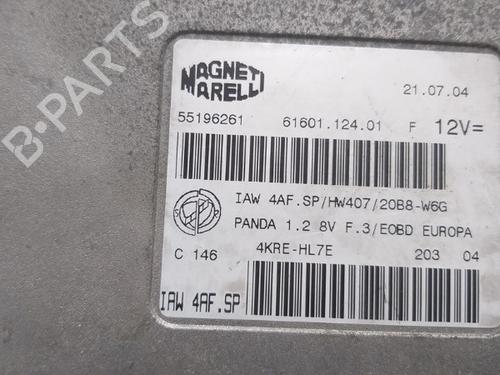 B-PARTS
MAGNETI
MARELLI
21.07.04
55196261 61601.124.01 F 12V=
IAW 4AF.SP/HW407/20B8-W6G
PANDA 1.2 8V F.3/EOBD EUROPA
C 146 4KRE-HL7E 203 04
IAW 4AF.SP